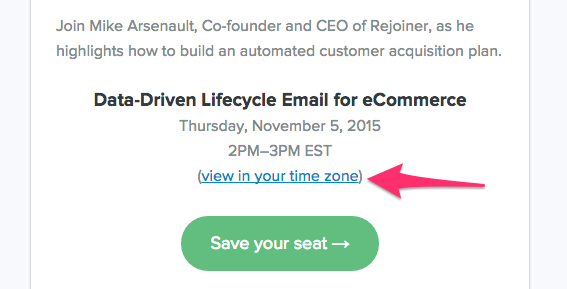 Join Mike Arsenault, Co-founder and CEO of Rejoiner, as he
highlights how to build an automated customer acquisition plan.
Data-Driven Lifecycle Email for eCommerce
Thursday, November 5, 2015
2PM–3PM EST
(view in your time zone)
Save your seat →